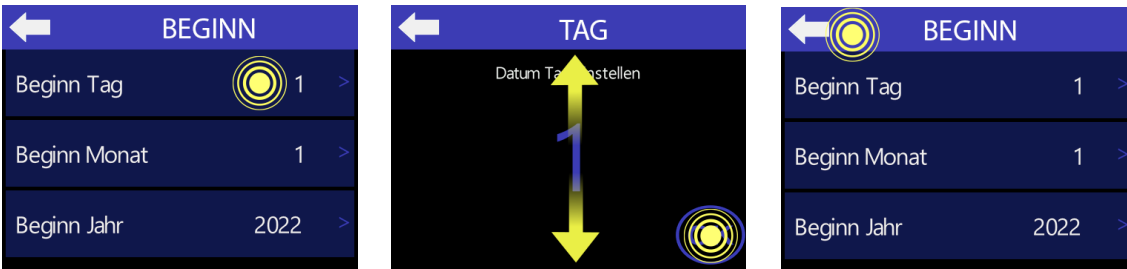 BEGINN
Beginn Tag 1 >
Beginn Monat 1 >
Beginn Jahr 2022 >
TAG
Datum
1
BEGINN
Beginn Tag 1 >
Beginn Monat 1 >
Beginn Jahr 2022 >